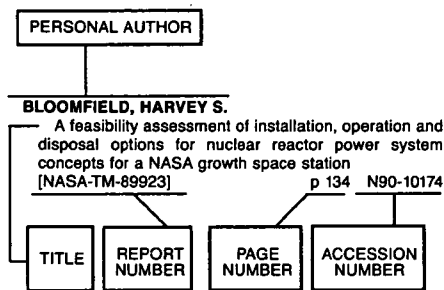 PERSONAL AUTHOR
BLOOMFIELD, HARVEY S.
A feasibility assessment of installation, operation and
disposal options for nuclear reactor power system
concepts for a NASA growth space station
[NASA-TM-89923] p 134 N90-10174
TITLE
REPORT
NUMBER
PAGE
NUMBER
ACCESSION
NUMBER